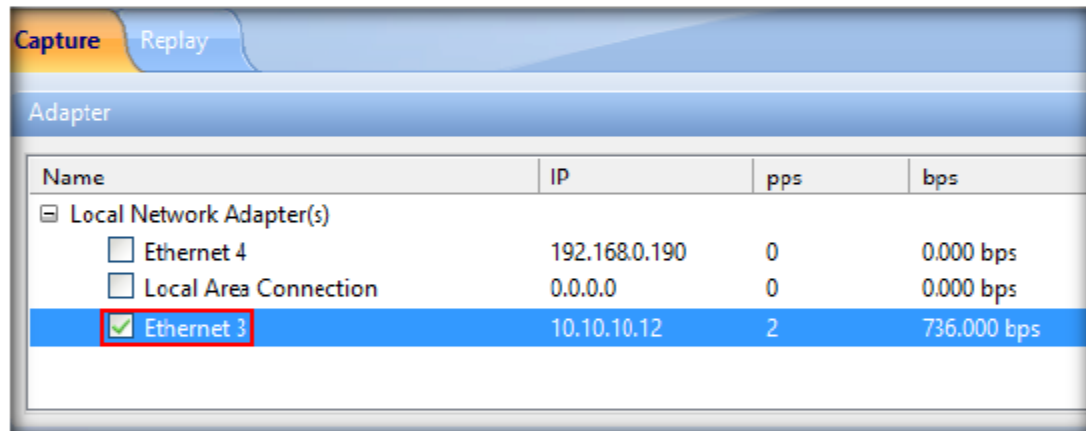 Capture Replay
Adapter
Name IP pps bps
Local Network Adapter(s)
Ethernet 4 192.168.0.190 0 0.000 bps
Local Area Connection 0.0.0.0 0 0.000 bps
Ethernet 3 10.10.10.12 2 736.000 bps